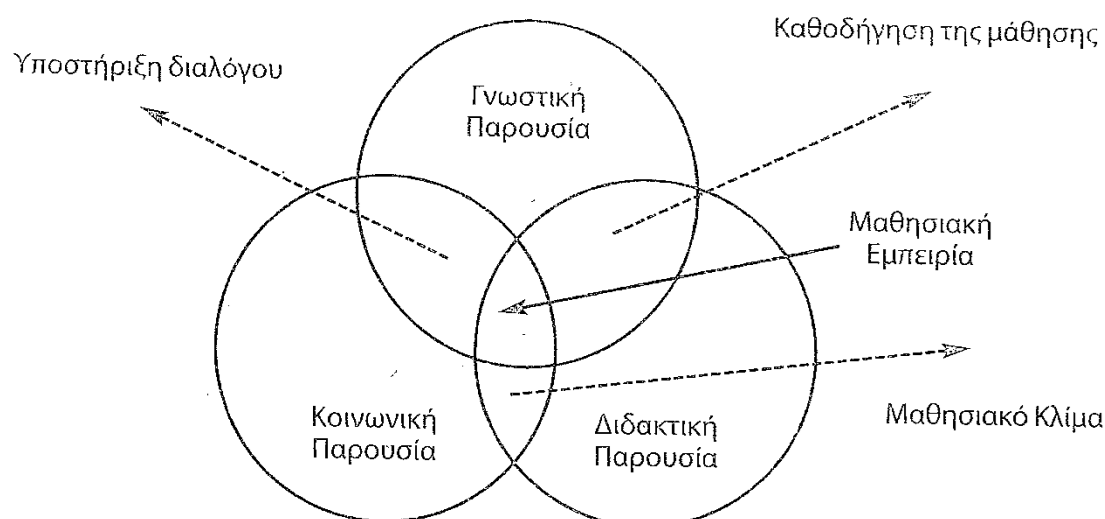 Καθοδήγηση της μάθησης
Υποστήριξη διαλόγου
Γνωστική
Παρουσία
Μαθησιακή
Εμπειρία
Κοινωνική
Παρουσία
Διδακτική
Παρουσία
Μαθησιακό Κλίμα